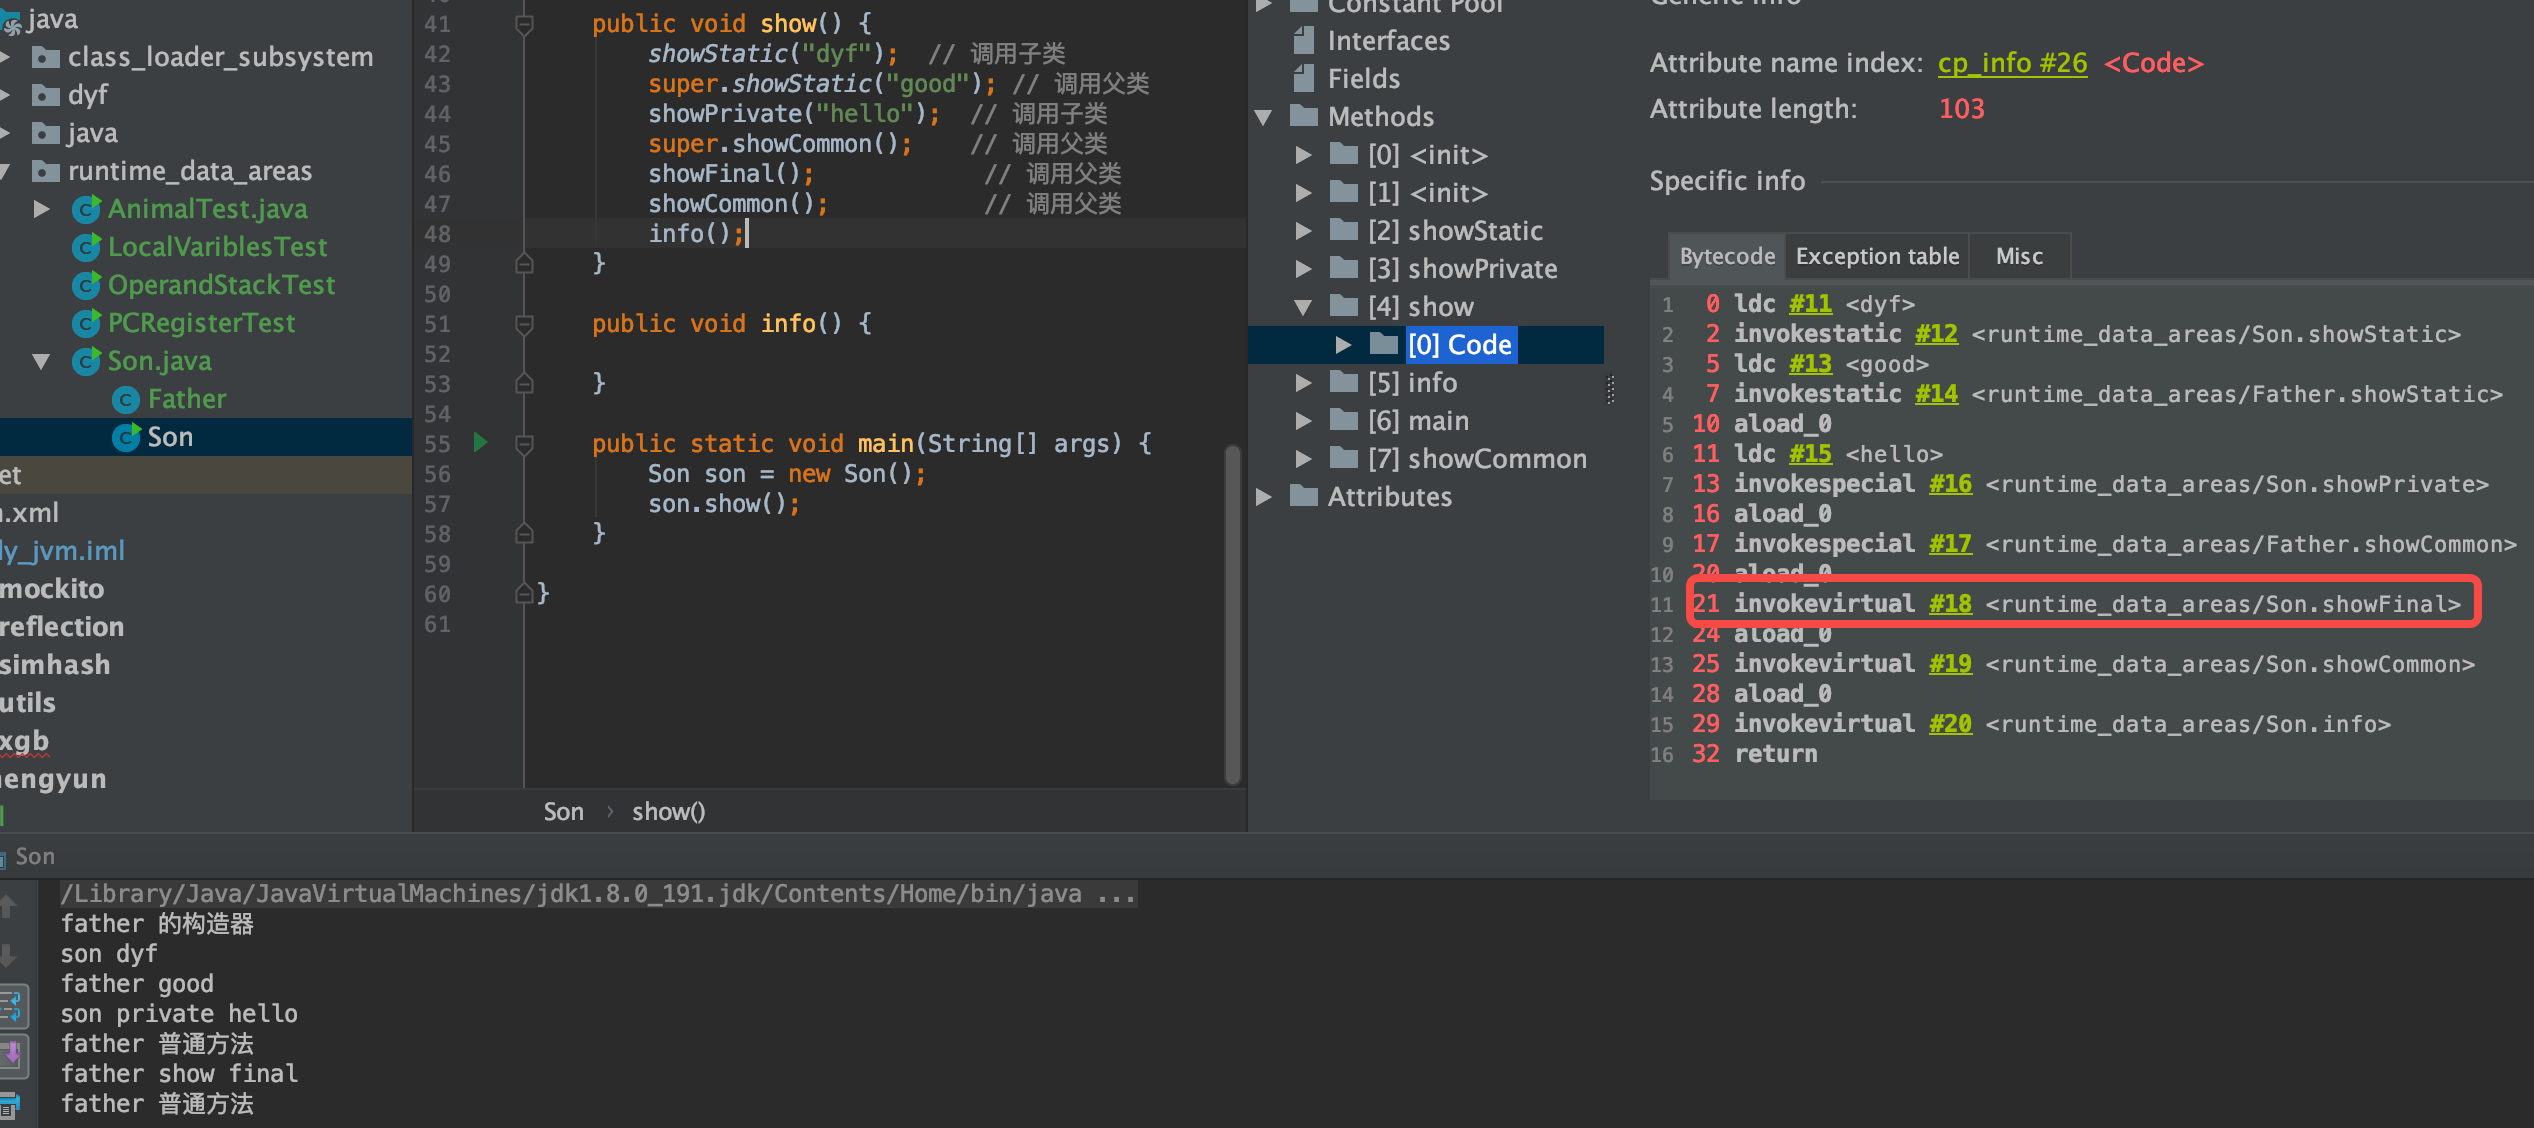 java
class_loader_subsystem
dyf
java
runtime_data_areas
AnimalTest.java
LocalVariblesTest
OperandStackTest
PCRegisterTest
Son.java
Father
Son
et
.xml
ly_jvm.iml
mockito
reflection
simhash
utils
xgb
engyun
41 public void show() {
42 showStatic("dyf"); // 调用子类
43 super.showStatic("good"); // 调用父类
44 showPrivate("hello"); // 调用子类
45 super.showCommon(); // 调用父类
46 showFinal(); // 调用父类
47 showCommon(); // 调用父类
48 info();
49 }
50
51 public void info() {
52
53 }
54
55 public static void main(String[] args) {
56 Son son = new Son();
57 son.show();
58 }
59
60 }
61
Son › show()
Constant Pool
Interfaces
Fields
Methods
[0] <init>
[1] <init>
[2] showStatic
[3] showPrivate
[4] show
[0] Code
[5] info
[6] main
[7] showCommon
Attributes
Generic info
Attribute name index: cp_info #26 <Code>
Attribute length: 103
Specific info
Bytecode Exception table Misc
1 0 ldc #11 <dyf>
2 2 invokestatic #12 <runtime_data_areas/Son.showStatic>
3 5 ldc #13 <good>
4 7 invokestatic #14 <runtime_data_areas/Father.showStatic>
5 10 aload_0
6 11 ldc #15 <hello>
7 13 invokespecial #16 <runtime_data_areas/Son.showPrivate>
8 16 aload_0
9 17 invokespecial #17 <runtime_data_areas/Father.showCommon>
10 20 aload_0
11 21 invokevirtual #18 <runtime_data_areas/Son.showFinal>
12 24 aload_0
13 25 invokevirtual #19 <runtime_data_areas/Son.showCommon>
14 28 aload_0
15 29 invokevirtual #20 <runtime_data_areas/Son.info>
16 32 return
Son
/Library/Java/JavaVirtualMachines/jdk1.8.0_191.jdk/Contents/Home/bin/java ...
father 的构造器
son dyf
father good
son private hello
father 普通方法
father show final
father 普通方法